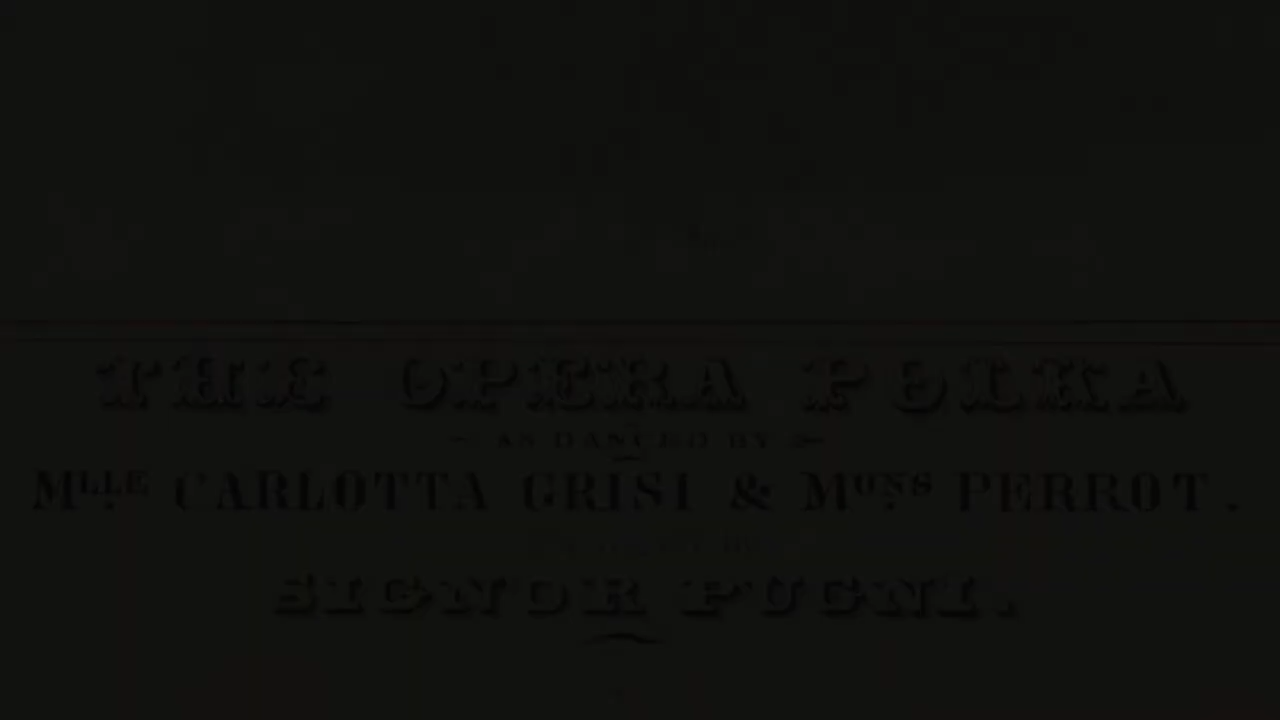 THE OPERA POLKA
AS DANCED BY
Mlle CARLOTTA GRISI & Mons PERROT.
SIGNOR PUGNI.